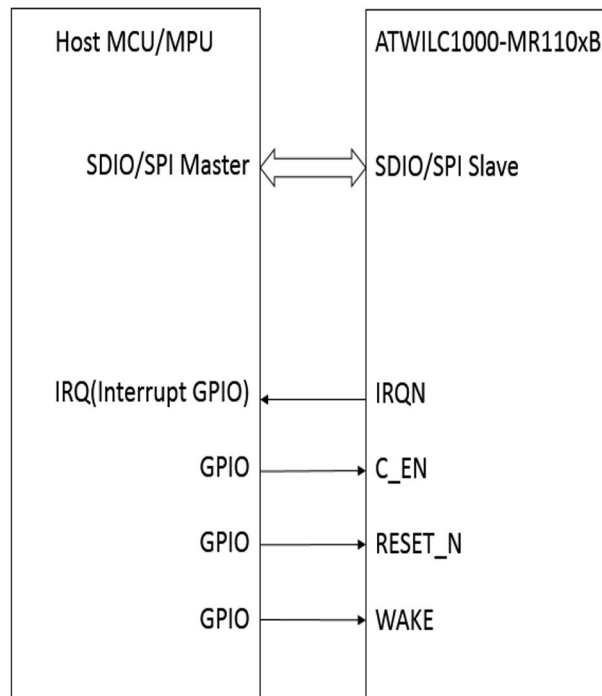 Host MCU/MPU
ATWILC1000-MR110xB
SDIO/SPI Master
SDIO/SPI Slave
IRQ(Interrupt GPIO)
IRQN
GPIO
C_EN
GPIO
RESET_N
GPIO
WAKE